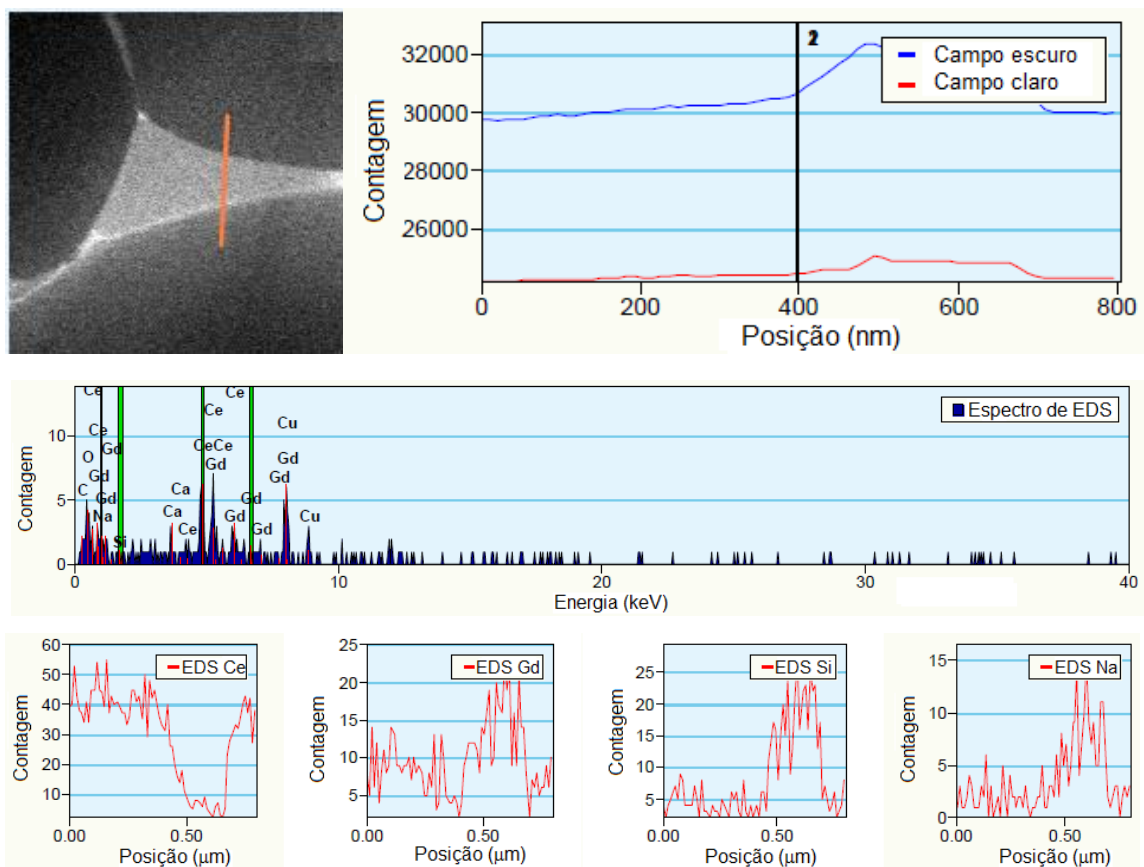 32000
30000
28000
26000
Contagem
2
Campo escuro
Campo claro
0
200
400
600
800
Posição (nm)
10
5
0
Contagem
Espectro de EDS
Ce
Ce
Ce
Ce
Ce
O
Gd
Gd
C
Gd
Na
Si
Ca
Ca
Ce
CeCe
Gd
Gd
Gd
Gd
Cu
Gd
Gd
Cu
0
10
20
30
40
Energia (keV)
60
50
40
30
20
10
Contagem
EDS Ce
0.00
0.50
Posição (µm)
25
20
15
10
5
Contagem
EDS Gd
0.00
0.50
Posição (µm)
25
20
15
10
5
Contagem
EDS Si
0.00
0.50
Posição (µm)
15
10
5
0
Contagem
EDS Na
0.00
0.50
Posição (µm)